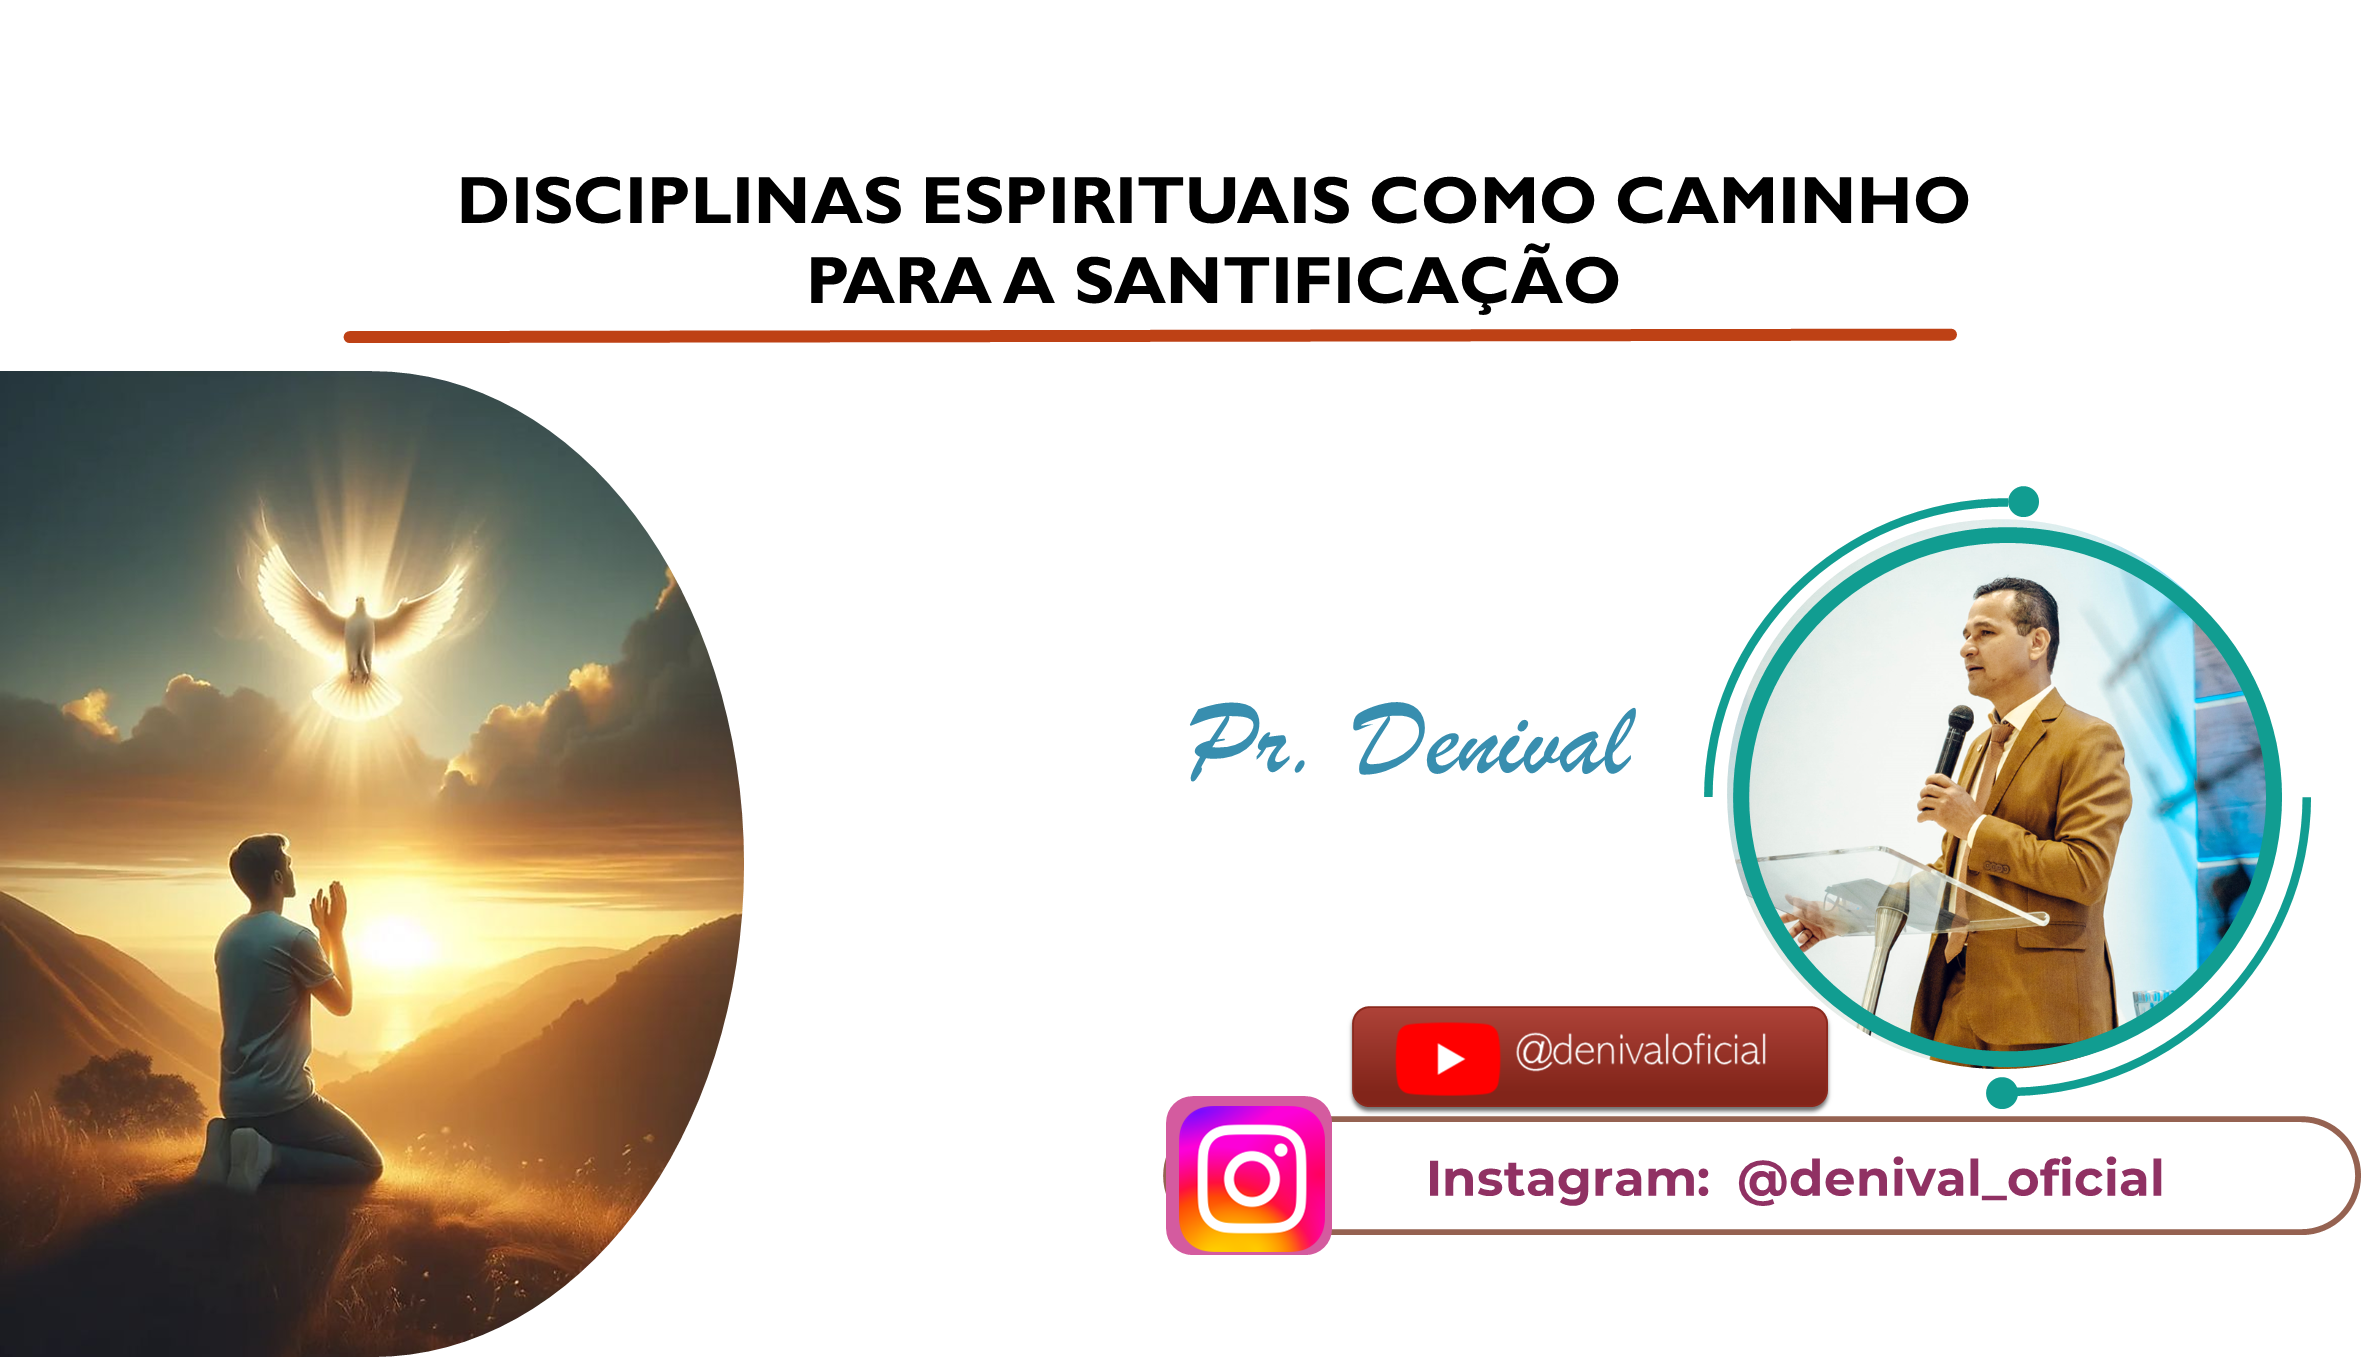 DISCIPLINAS ESPIRITUAIS COMO CAMINHO
PARA A SANTIFICAÇÃO
Pr. Denival
@denivaloficial
Instagram: @denival_oficial